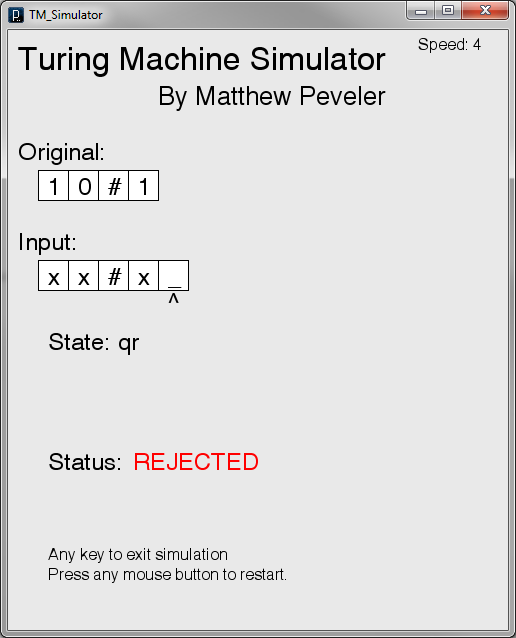 TM_Simulator
Speed: 4
Turing Machine Simulator
By Matthew Peveler
Original:
1 0 # 1
Input:
x x # x _
^
State: qr
Status: REJECTED
Any key to exit simulation
Press any mouse button to restart.